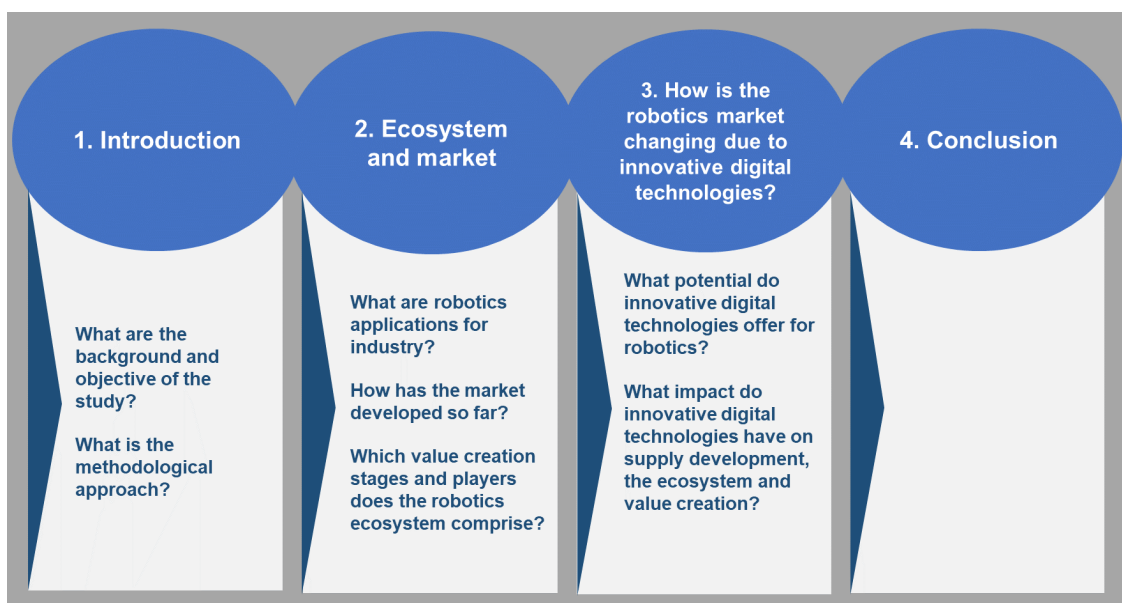 1. Introduction
What are the
background and
objective of the
study?
What is the
methodological
approach?
2. Ecosystem
and market
What are robotics
applications for
industry?
How has the market
developed so far?
Which value creation
stages and players
does the robotics
ecosystem comprise?
3. How is the
robotics market
changing due to
innovative digital
technologies?
What potential do
innovative digital
technologies offer for
robotics?
What impact do
innovative digital
technologies have on
supply development,
the ecosystem and
value creation?
4. Conclusion